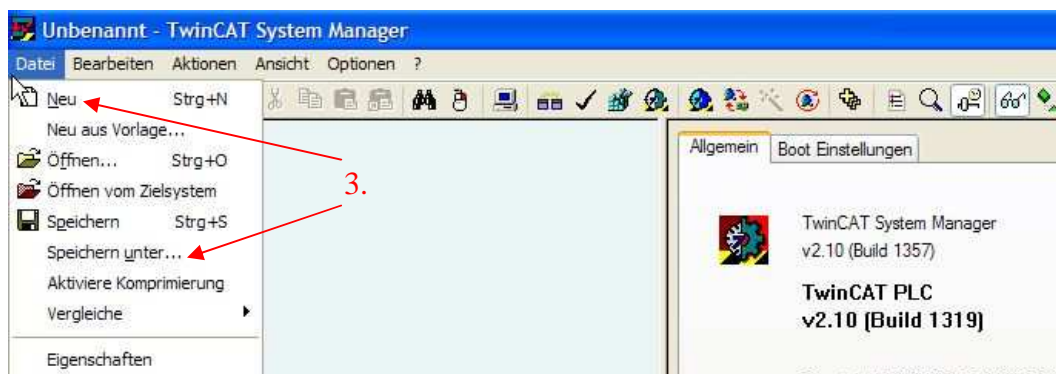 Unbenannt - TwinCAT System Manager
Datei Bearbeiten Aktionen Ansicht Optionen ?
Neu Strg+N
Neu aus Vorlage...
Öffnen... Strg+O
Öffnen vom Zielsystem
Speichern Strg+S
Speichern unter...
Aktiviere Komprimierung
Vergleiche
Eigenschaften
3.
Allgemein Boot Einstellungen
TwinCAT System Manager
v2.10 (Build 1357)
TwinCAT PLC
v2.10 (Build 1319)